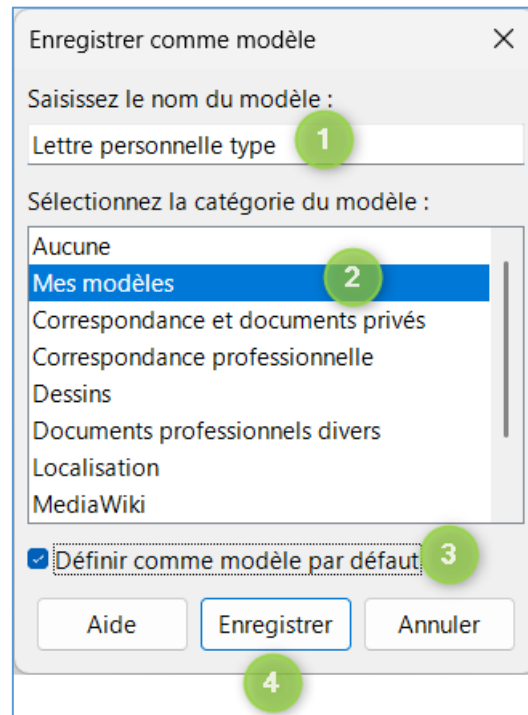 Enregistrer comme modèle
Saisissez le nom du modèle :
Lettre personnelle type 1
Sélectionnez la catégorie du modèle :
Aucune
Mes modèles 2
Correspondance et documents privés
Correspondance professionnelle
Dessins
Documents professionnels divers
Localisation
MediaWiki
Définir comme modèle par défaut 3
Aide Enregistrer Annuler
4